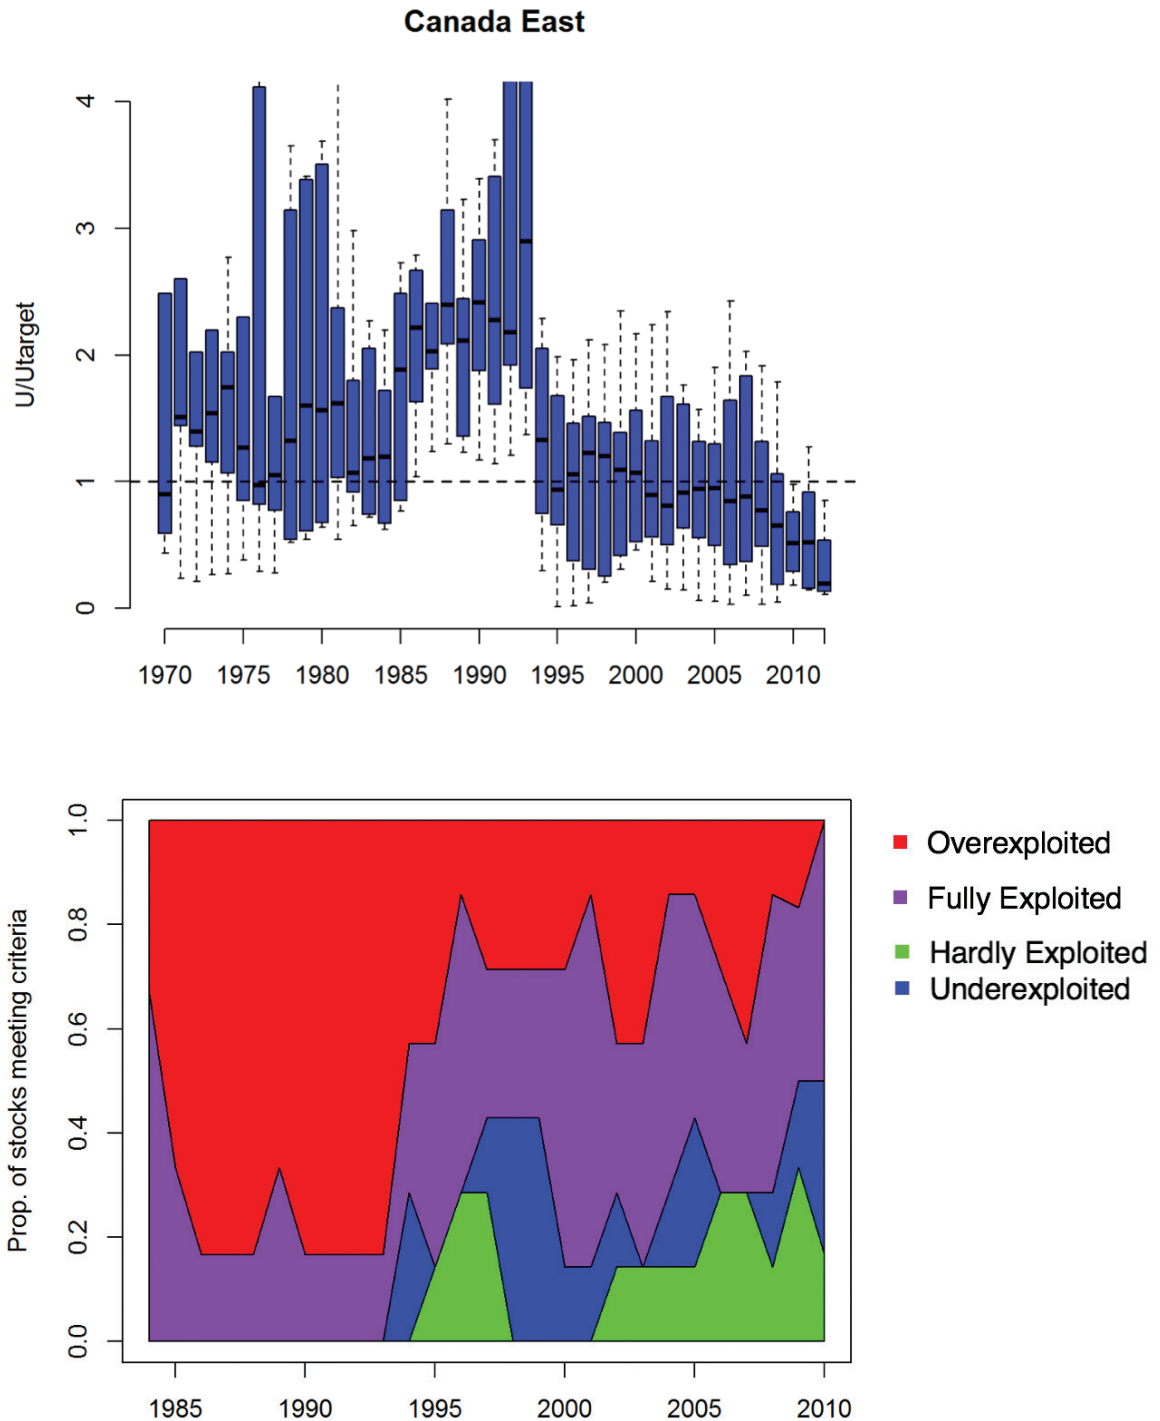 Canada East
U/Utarget
4
3
2
1
0
1970 1975 1980 1985 1990 1995 2000 2005 2010
Prop. of stocks meeting criteria
1.0
0.8
0.6
0.4
0.2
0.0
1985 1990 1995 2000 2005 2010
Overexploited
Fully Exploited
Hardly Exploited
Underexploited